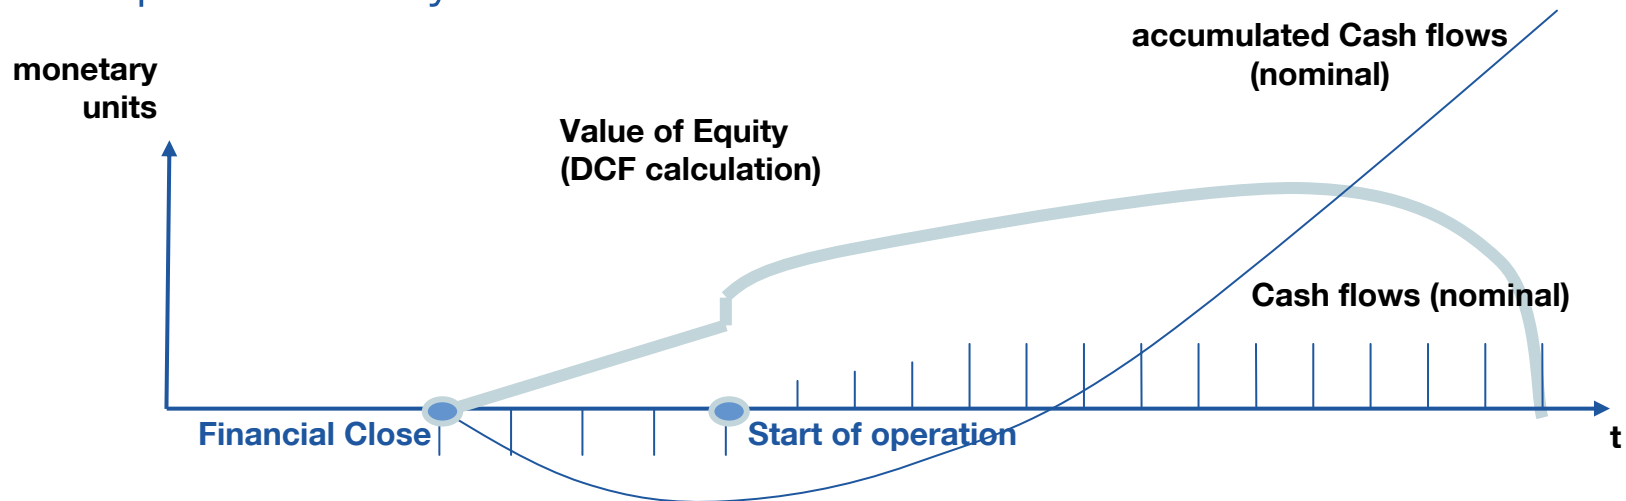 accumulated Cash flows
(nominal)
monetary
units
Value of Equity
(DCF calculation)
Cash flows (nominal)
Financial Close
Start of operation
t